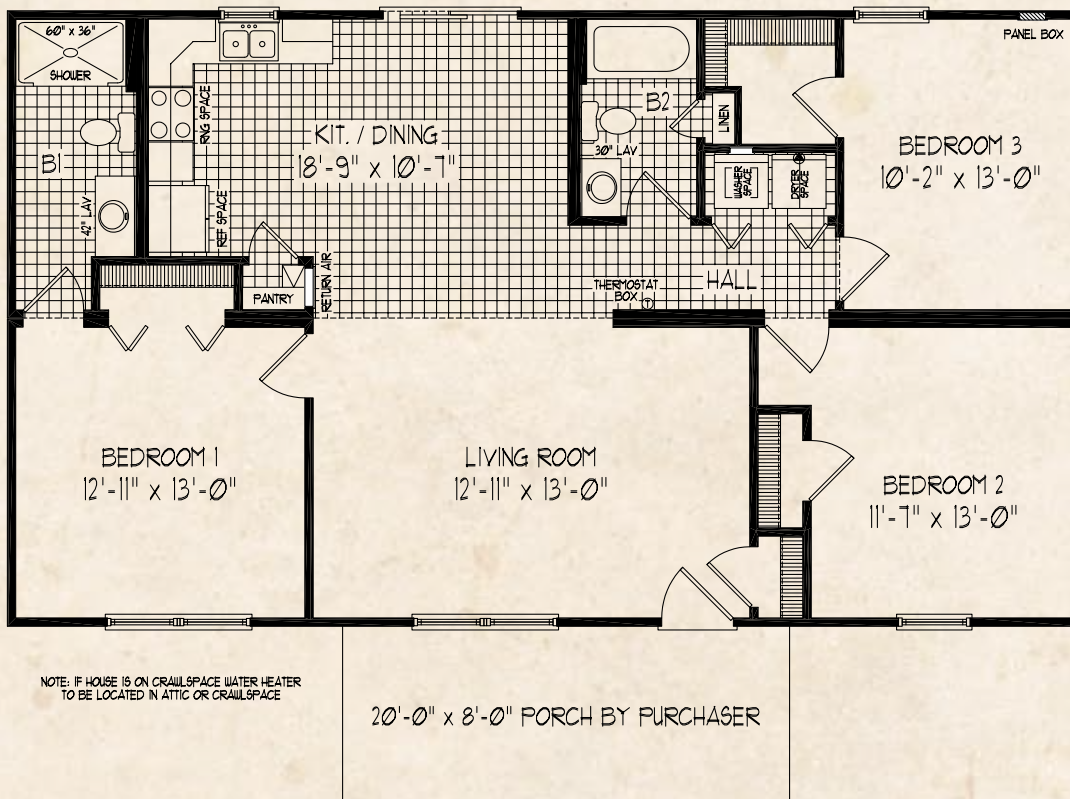 60" x 36"
SHOWER
B1
42" LAV
RNG SPACE
REF SPACE
KIT. / DINING
18'-9" x 10'-7"
PANTRY
RETURN AIR
B2
30" LAV
LINEN
WASHER
SPACE
DRYER
SPACE
THERMOSTAT
BOX
T
HALL
PANEL BOX
BEDROOM 3
10'-2" x 13'-0"
BEDROOM 1
12'-11" x 13'-0"
LIVING ROOM
12'-11" x 13'-0"
BEDROOM 2
11'-7" x 13'-0"
NOTE: IF HOUSE IS ON CRAWLSPACE WATER HEATER
TO BE LOCATED IN ATTIC OR CRAWLSPACE
20'-0" x 8'-0" PORCH BY PURCHASER